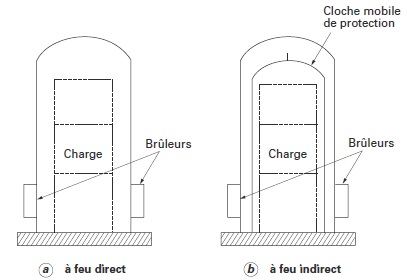 Cloche mobile
de protection
Brûleurs
Charge
Brûleurs
Charge
a à feu direct
b à feu indirect